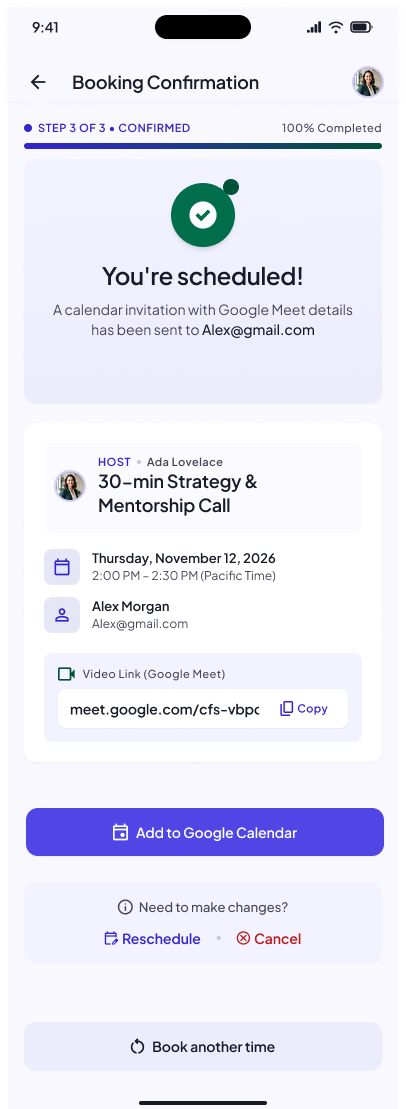 9:41
Booking Confirmation
STEP 3 OF 3 • CONFIRMED 100% Completed
You're scheduled!
A calendar invitation with Google Meet details
has been sent to Alex@gmail.com
HOST • Ada Lovelace
30-min Strategy &
Mentorship Call
Thursday, November 12, 2026
2:00 PM – 2:30 PM (Pacific Time)
Alex Morgan
Alex@gmail.com
Video Link (Google Meet)
meet.google.com/cfs-vbpc Copy
Add to Google Calendar
Need to make changes?
Reschedule • Cancel
Book another time